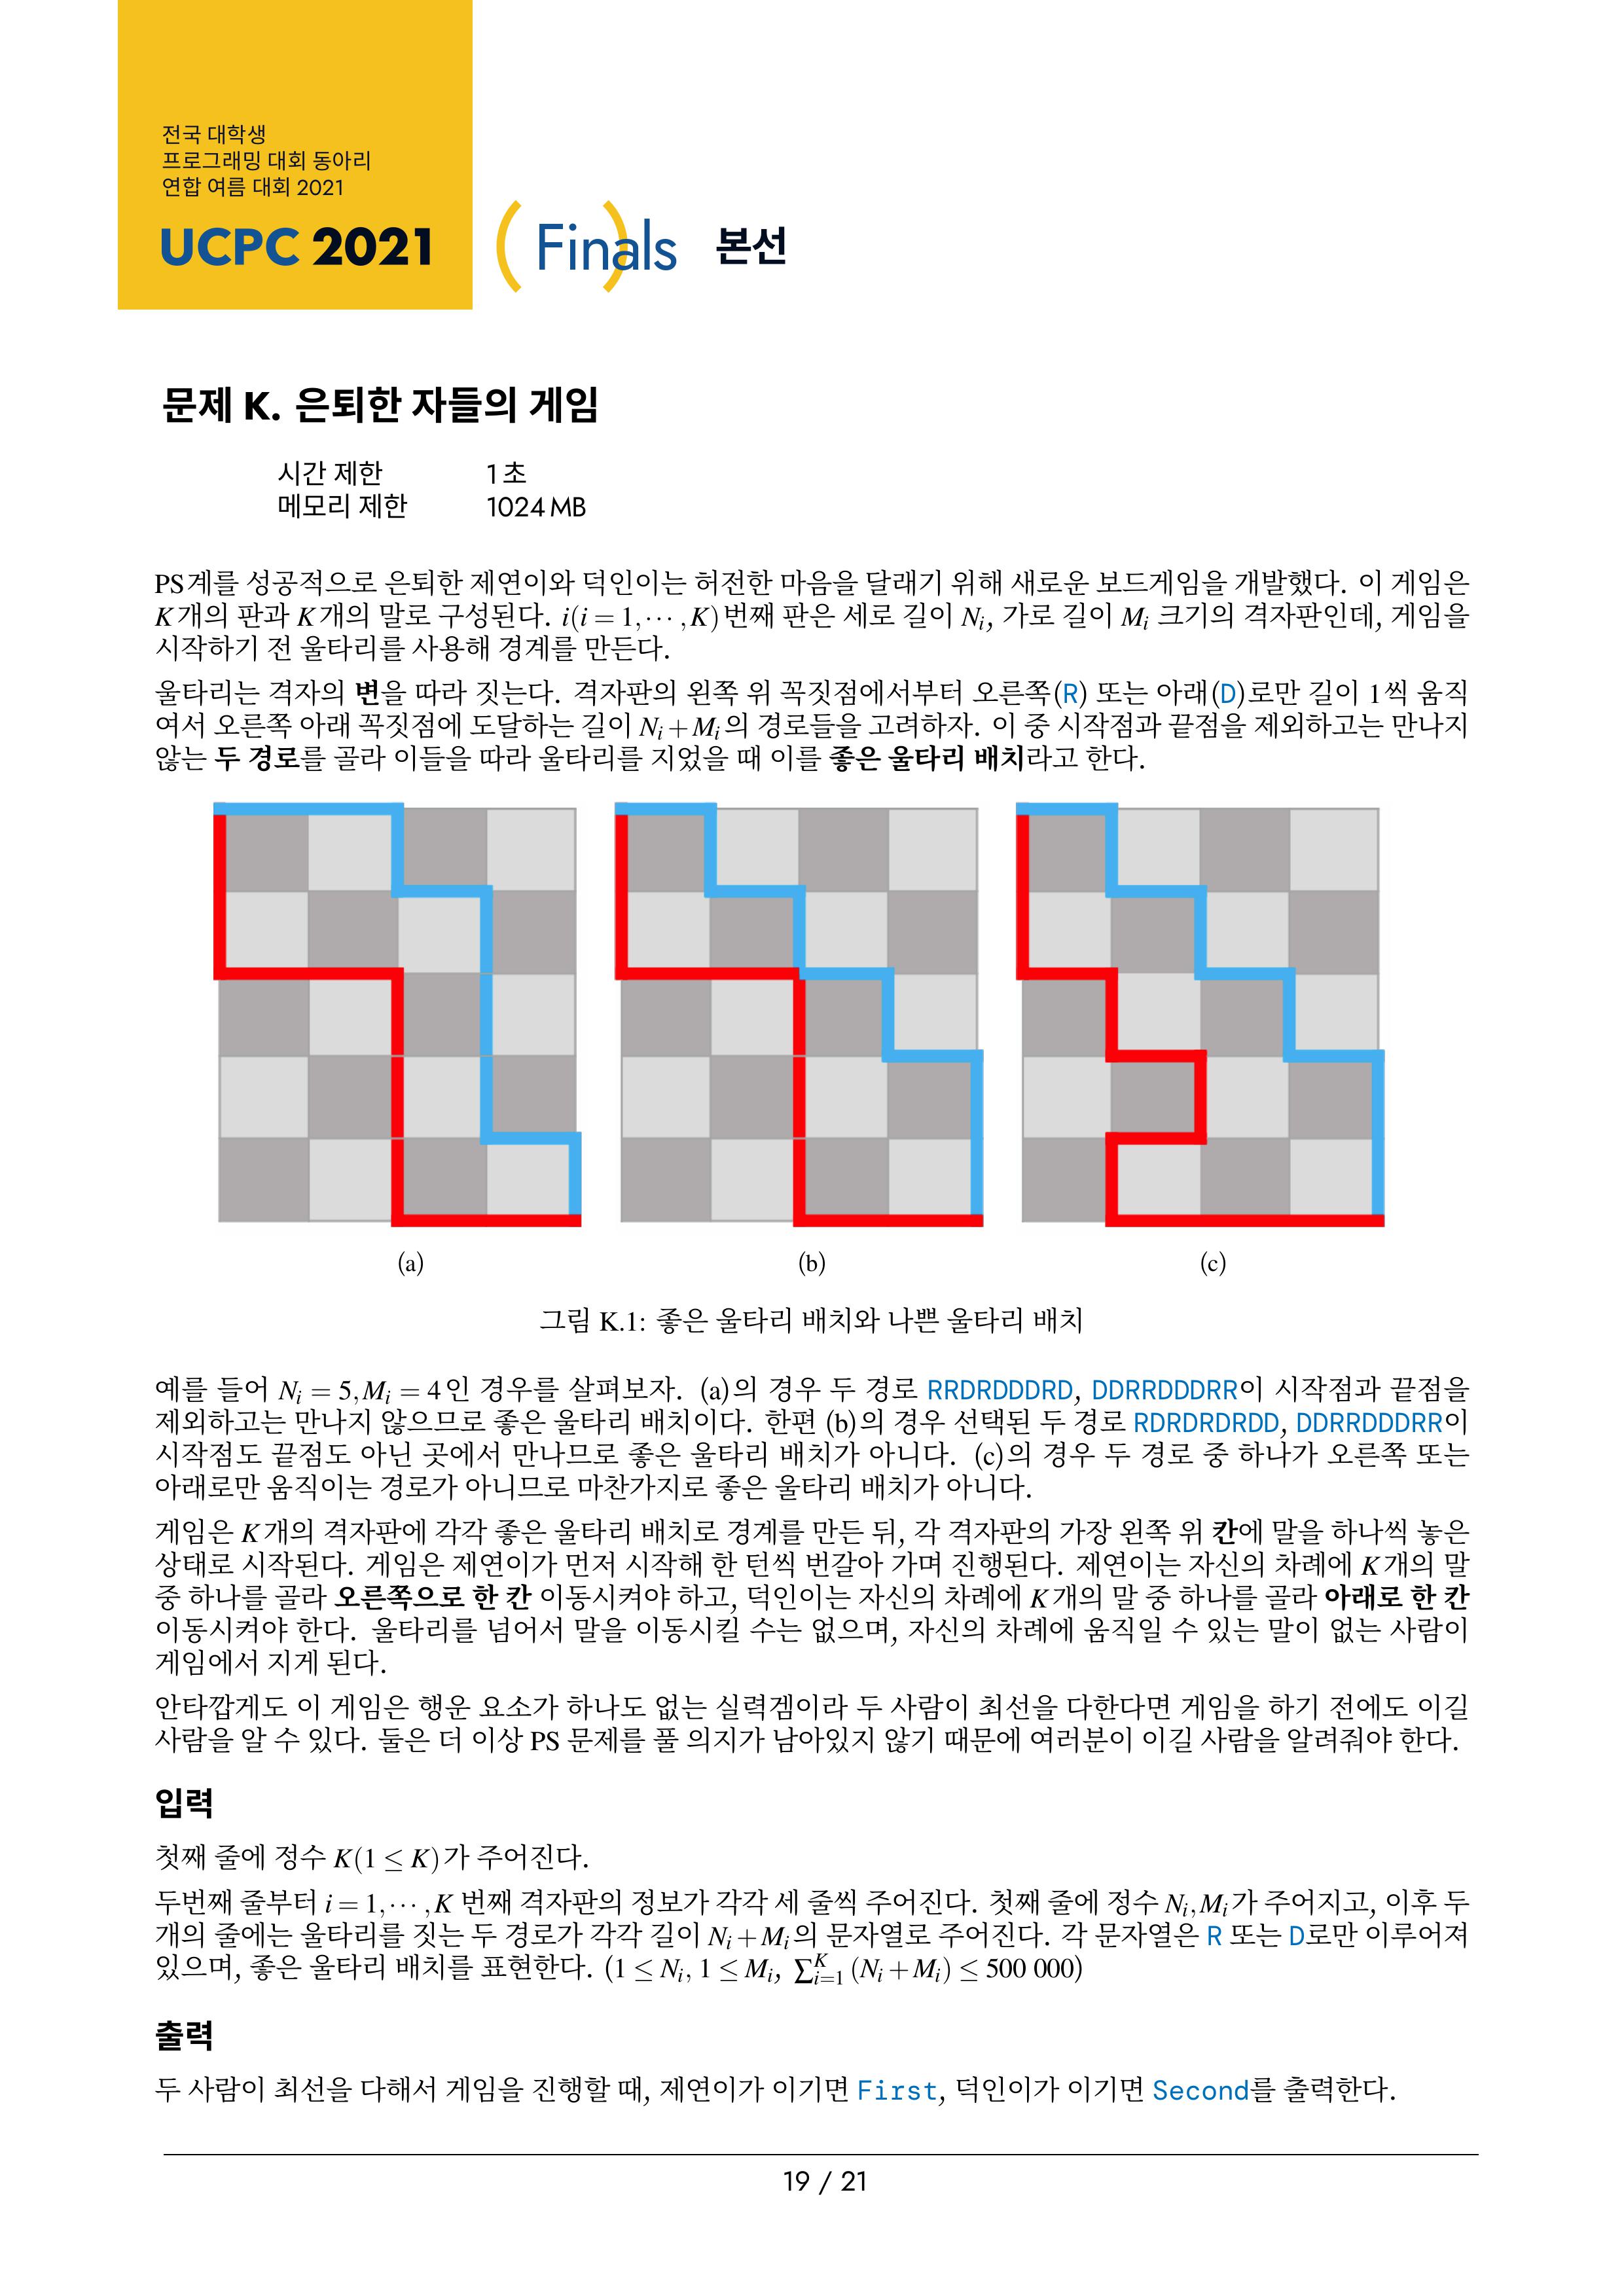 전국 대학생
프로그래밍 대회 동아리
연합 여름 대회 2021
UCPC 2021 (Finals) 본선
문제 K. 은퇴한 자들의 게임
시간 제한 1 초
메모리 제한 1024 MB
PS계를 성공적으로 은퇴한 제연이와 덕인이는 허전한 마음을 달래기 위해 새로운 보드게임을 개발했다. 이 게임은
K개의 판과 K개의 말로 구성된다. i(i = 1, ⋯ , K)번째 판은 세로 길이 N_i, 가로 길이 M_i 크기의 격자판인데, 게임을
시작하기 전 울타리를 사용해 경계를 만든다.
울타리는 격자의 변을 따라 짓는다. 격자판의 왼쪽 위 꼭짓점에서부터 오른쪽(R) 또는 아래(D)로만 길이 1씩 움직
여서 오른쪽 아래 꼭짓점에 도달하는 길이 N_i + M_i의 경로들을 고려하자. 이 중 시작점과 끝점을 제외하고는 만나지
않는 두 경로를 골라 이들을 따라 울타리를 지었을 때 이를 좋은 울타리 배치라고 한다.
(a) (b) (c)
그림 K.1: 좋은 울타리 배치와 나쁜 울타리 배치
예를 들어 N_i = 5, M_i = 4인 경우를 살펴보자. (a)의 경우 두 경로 RRDRDDDRD, DDRRDDDRR이 시작점과 끝점을
제외하고는 만나지 않으므로 좋은 울타리 배치이다. 한편 (b)의 경우 선택된 두 경로 RDRDRDRDD, DDRRDDDRR이
시작점도 끝점도 아닌 곳에서 만나므로 좋은 울타리 배치가 아니다. (c)의 경우 두 경로 중 하나가 오른쪽 또는
아래로만 움직이는 경로가 아니므로 마찬가지로 좋은 울타리 배치가 아니다.
게임은 K개의 격자판에 각각 좋은 울타리 배치로 경계를 만든 뒤, 각 격자판의 가장 왼쪽 위 칸에 말을 하나씩 놓은
상태로 시작된다. 게임은 제연이가 먼저 시작해 한 턴씩 번갈아 가며 진행된다. 제연이는 자신의 차례에 K개의 말
중 하나를 골라 오른쪽으로 한 칸 이동시켜야 하고, 덕인이는 자신의 차례에 K개의 말 중 하나를 골라 아래로 한 칸
이동시켜야 한다. 울타리를 넘어서 말을 이동시킬 수는 없으며, 자신의 차례에 움직일 수 있는 말이 없는 사람이
게임에서 지게 된다.
안타깝게도 이 게임은 행운 요소가 하나도 없는 실력겜이라 두 사람이 최선을 다한다면 게임을 하기 전에도 이길
사람을 알 수 있다. 둘은 더 이상 PS 문제를 풀 의지가 남아있지 않기 때문에 여러분이 이길 사람을 알려줘야 한다.
입력
첫째 줄에 정수 K(1 ≤ K)가 주어진다.
두번째 줄부터 i = 1, ⋯ , K 번째 격자판의 정보가 각각 세 줄씩 주어진다. 첫째 줄에 정수 N_i, M_i가 주어지고, 이후 두
개의 줄에는 울타리를 짓는 두 경로가 각각 길이 N_i + M_i의 문자열로 주어진다. 각 문자열은 R 또는 D로만 이루어져
있으며, 좋은 울타리 배치를 표현한다. (1 ≤ N_i, 1 ≤ M_i, ∑_{i=1}^{K} (N_i + M_i) ≤ 500 000)
출력
두 사람이 최선을 다해서 게임을 진행할 때, 제연이가 이기면 First, 덕인이가 이기면 Second를 출력한다.
19 / 21